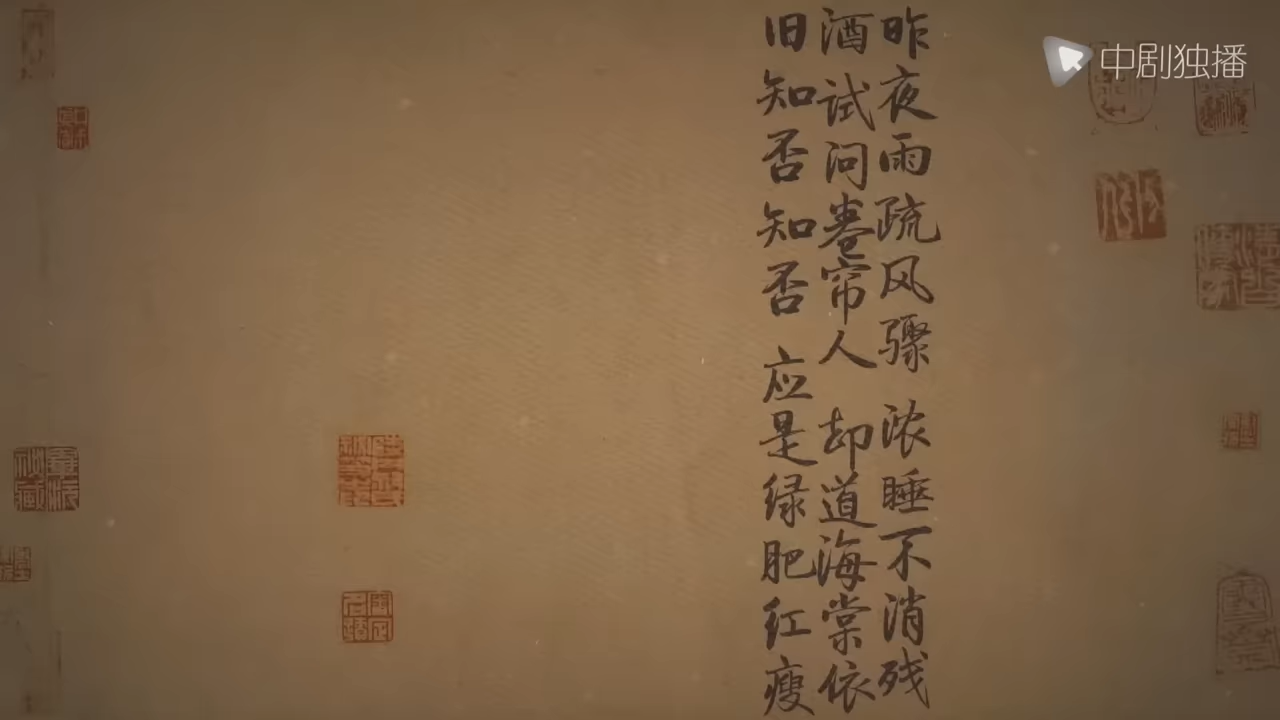 昨夜雨疏风骤 浓睡不消残
酒试问卷帘人 却道海棠依
旧知否知否 应是绿肥红瘦
中剧独播